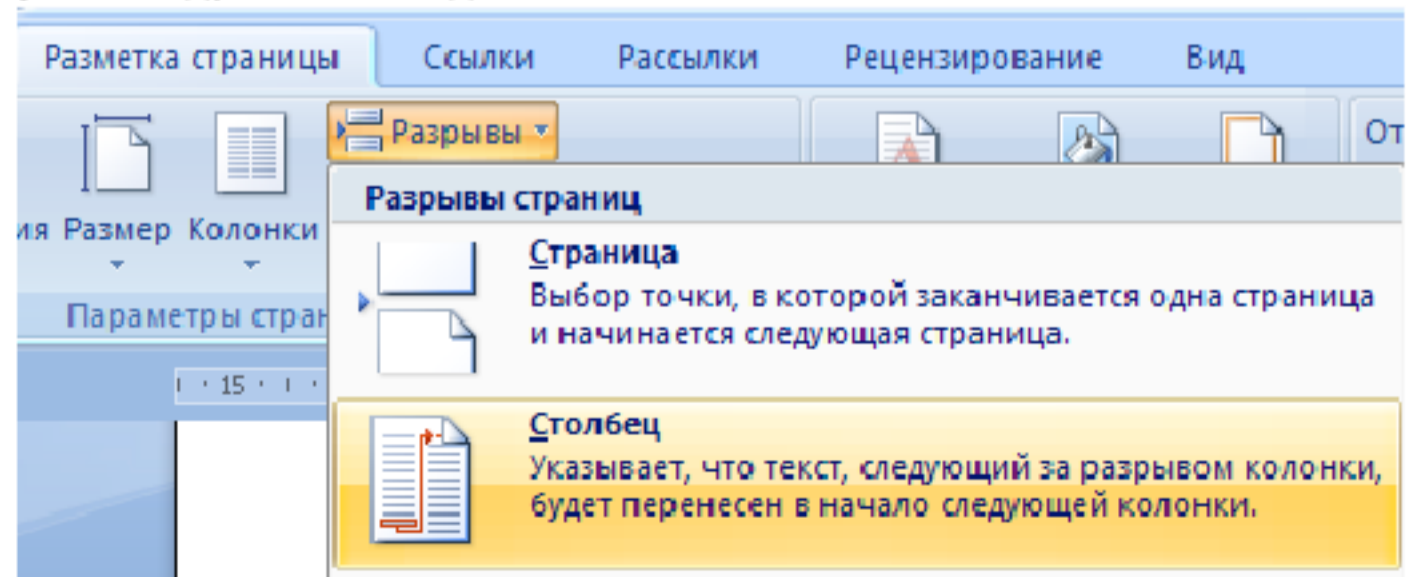 Разметка страницы Ссылки Рассылки Рецензирование Вид
Разрывы
От
Размер Колонки
Параметры стран
15
Разрывы страниц
Страница
Выбор точки, в которой заканчивается одна страница
и начинается следующая страница.
Столбец
Указывает, что текст, следующий за разрывом колонки,
будет перенесен в начало следующей колонки.